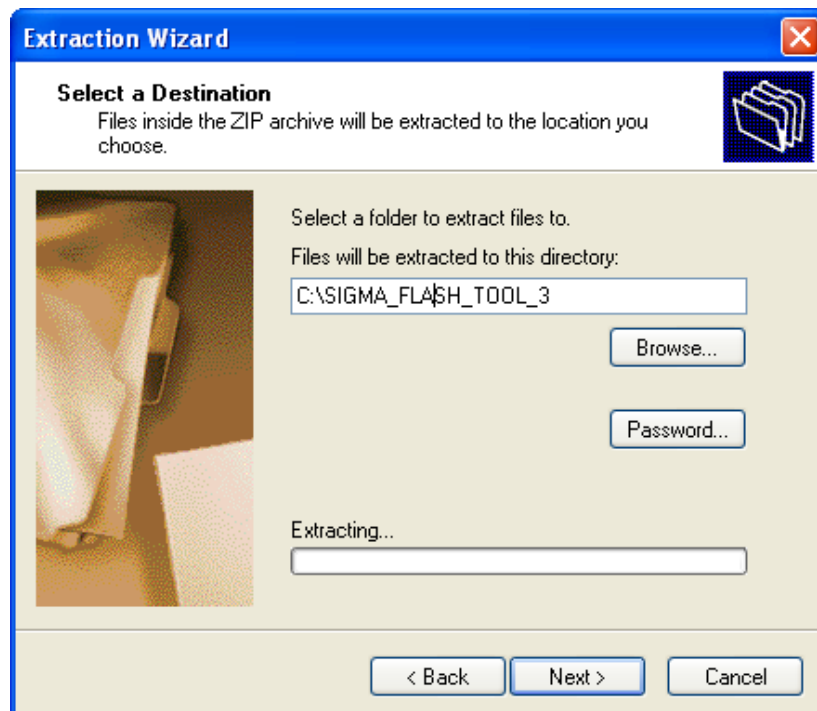 Extraction Wizard
Select a Destination
Files inside the ZIP archive will be extracted to the location you
choose.
Select a folder to extract files to.
Files will be extracted to this directory:
C:\SIGMA_FLASH_TOOL_3
Browse...
Password...
Extracting...
< Back
Next >
Cancel